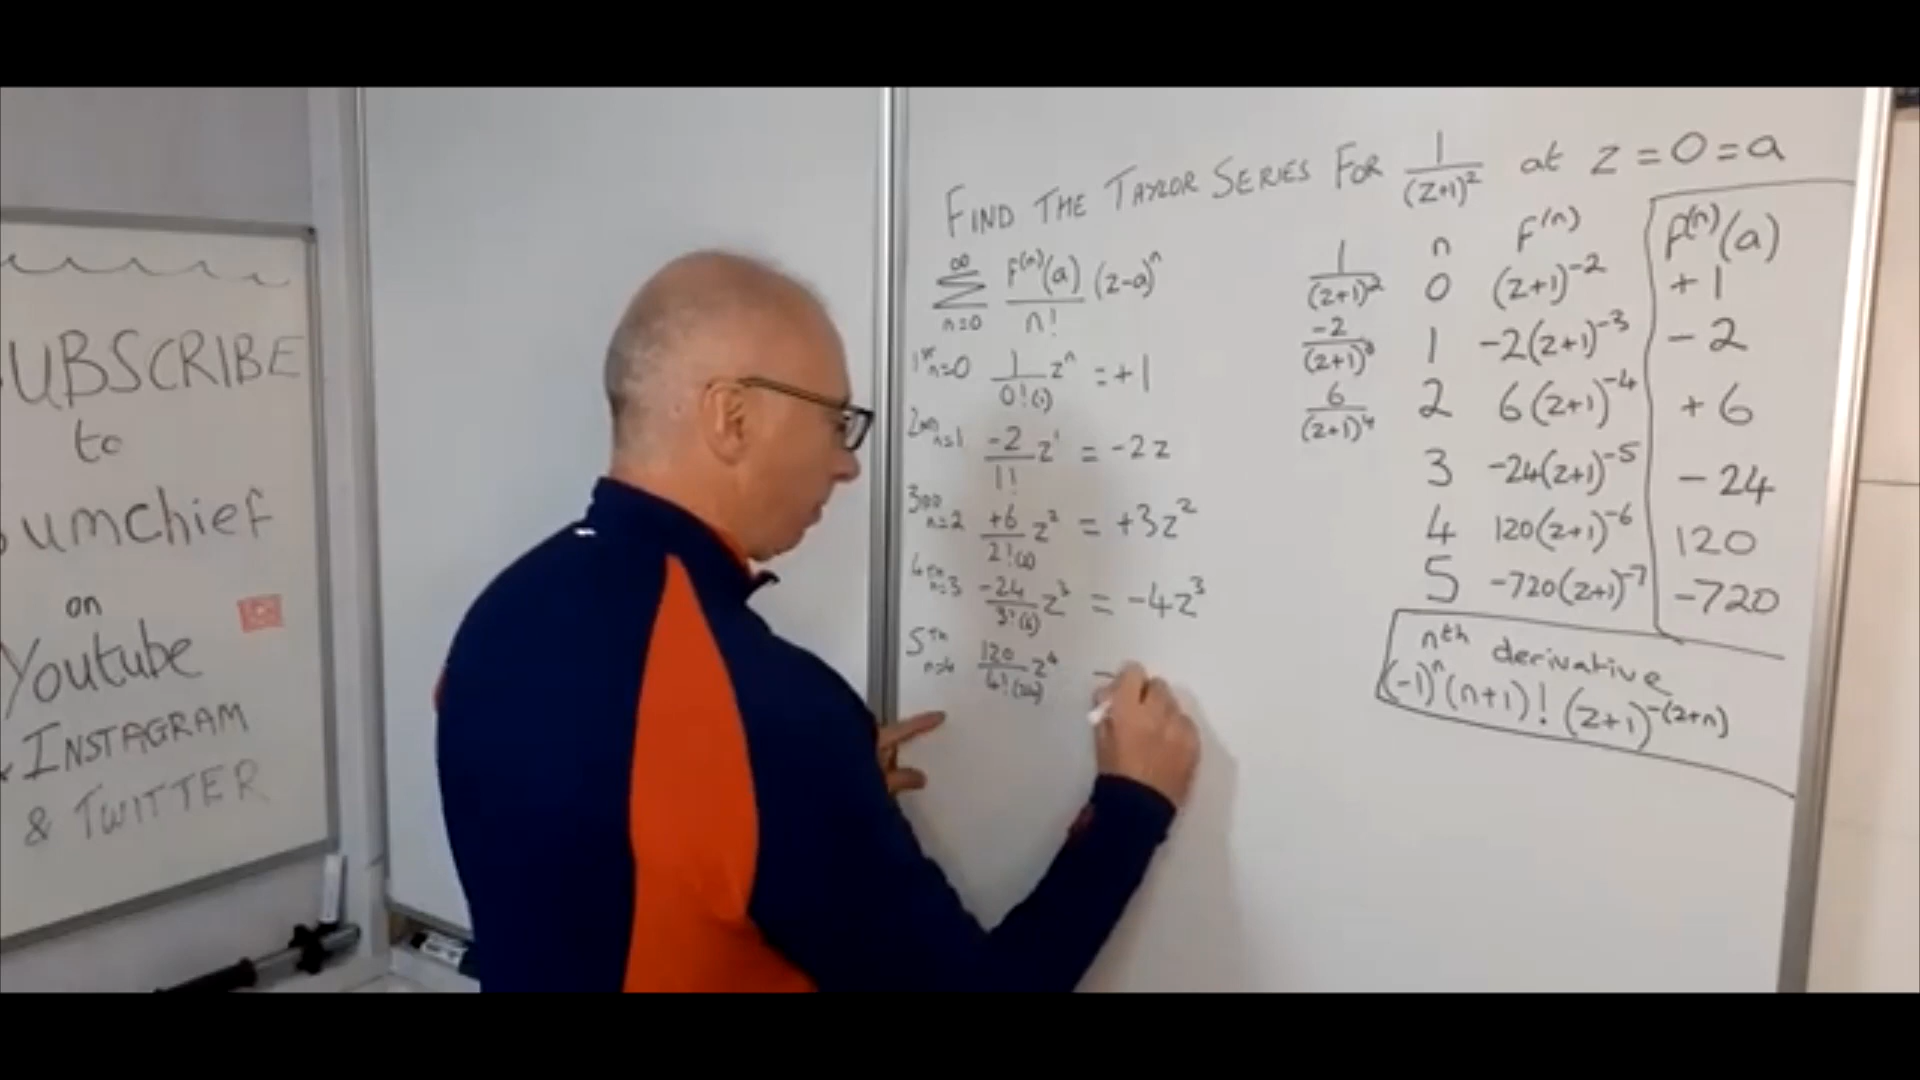 UBSCRIBE
to
umchief
on
Youtube
INSTAGRAM
& TWITTER
FIND THE TAYLOR SERIES FOR 1/(z+1)² at z=0=a
∞ Σ n=0 F⁽ⁿ⁾(a)/n! (z-a)ⁿ
1ST n=0 1/0!(1) zⁿ = +1
2ND n=1 -2/1! z¹ = -2z
3RD n=2 +6/2!(2) z² = +3z²
4TH n=3 -24/3!(6) z³ = -4z³
5TH n=4 120/4!(24) z⁴
n F⁽ⁿ⁾ F⁽ⁿ⁾(a)
1/(z+1)² 0 (z+1)⁻² +1
-2/(z+1)³ 1 -2(z+1)⁻³ -2
6/(z+1)⁴ 2 6(z+1)⁻⁴ +6
3 -24(z+1)⁻⁵ -24
4 120(z+1)⁻⁶ 120
5 -720(z+1)⁻⁷ -720
nth derivative
(-1)ⁿ(n+1)!(z+1)⁻⁽²⁺ⁿ⁾